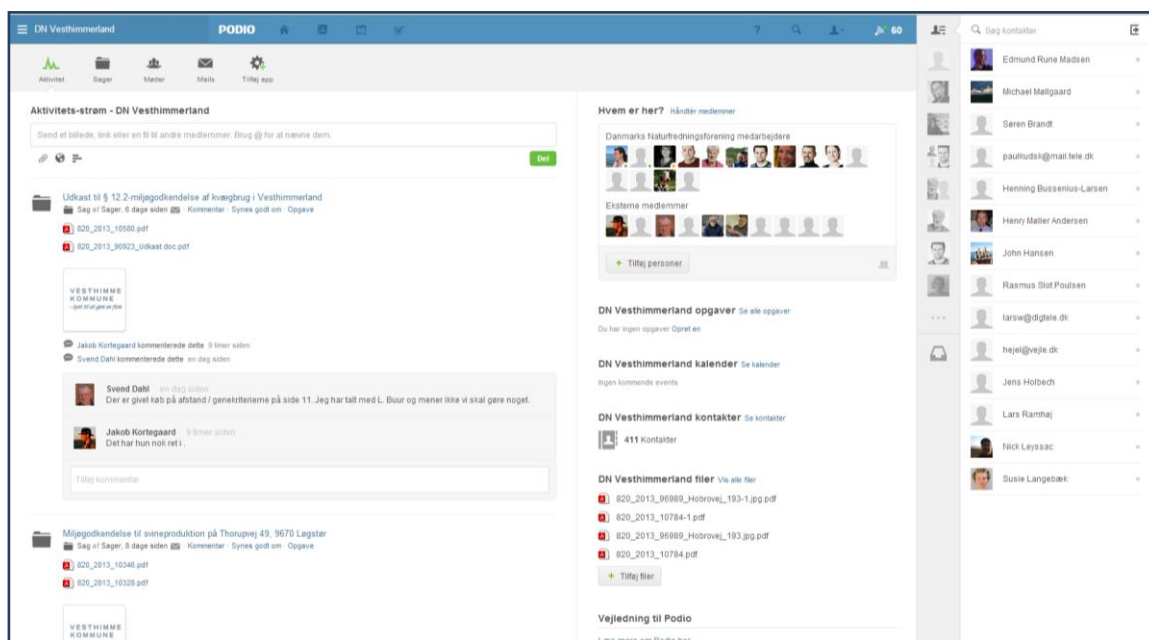 DN Vesthimmerland
PODIO
?
60
Aktivitet
Sager
Møder
Mails
Tilføj app
Aktivitets-strøm - DN Vesthimmerland
Send et billede, link eller en fil til andre medlemmer. Brug @ for at nævne dem.
Del
Udkast til § 12.2-miljøgodkendelse af kvægbrug i Vesthimmerland
Sag of Sager, 6 dage siden · Kommentar · Synes godt om · Opgave
820_2013_10580.pdf
820_2013_90923_Udkast.doc.pdf
VESTHIMME
KOMMUNE
Jakob Kortegaard kommenterede dette 9 timer siden
Svend Dahl kommenterede dette en dag siden
Svend Dahl en dag siden
Der er givet køb på afstand / genekriterierne på side 11. Jeg har talt med L. Buur og mener ikke vi skal gøre noget.
Jakob Kortegaard 9 timer siden
Det har hun nok ret i .
Tilføj kommentar
Miljøgodkendelse til svineproduktion på Thorupvej 49, 9670 Løgstør
Sag of Sager, 8 dage siden · Kommentar · Synes godt om · Opgave
820_2013_10346.pdf
820_2013_10328.pdf
VESTHIMME
KOMMUNE
Hvem er her? Håndtér medlemmer
Danmarks Naturfredningsforening medarbejdere
Eksterne medlemmer
+ Tilføj personer
DN Vesthimmerland opgaver Se alle opgaver
Du har ingen opgaver Opret en
DN Vesthimmerland kalender Se kalender
Ingen kommende events
DN Vesthimmerland kontakter Se kontakter
411 Kontakter
DN Vesthimmerland filer Vis alle filer
820_2013_96989_Hobrovej_193-1.jpg.pdf
820_2013_10784-1.pdf
820_2013_96989_Hobrovej_193.jpg.pdf
820_2013_10784.pdf
+ Tilføj filer
Vejledning til Podio
Læs mere om Podio her
Søg kontakter
Edmund Rune Madsen
Michael Møllgaard
Søren Brandt
paulkudsk@mail.tele.dk
Henning Bussenius-Larsen
Henry Møller Andersen
John Hansen
Rasmus Slot Poulsen
larsw@dlgtele.dk
hejel@vejle.dk
Jens Holbech
Lars Ramhøj
Nick Leyssac
Susie Langebæk